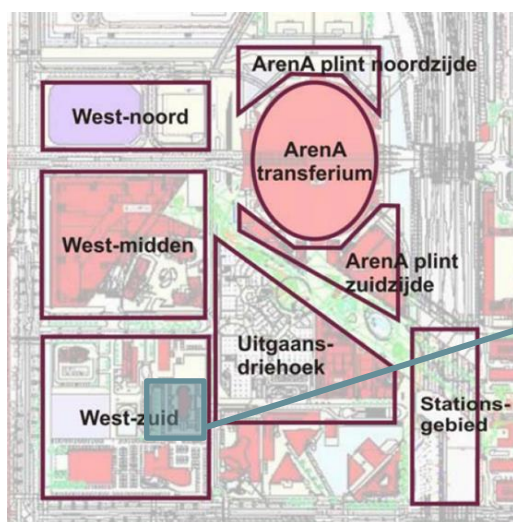 ArenA plint noordzijde
West-noord
ArenA
transferium
West-midden
ArenA plint
zuidzijde
Uitgaans-
driehoek
West-zuid
Stations-
gebied